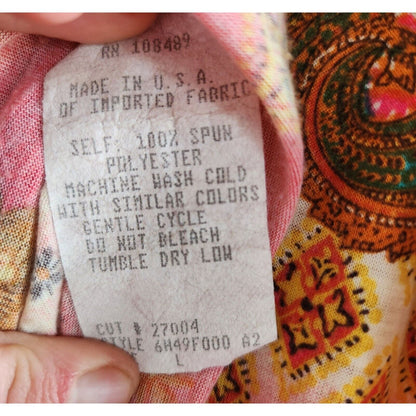 RN 108489
MADE IN U.S.A.
OF IMPORTED FABRIC
SELF: 100% SPUN
POLYESTER
MACHINE WASH COLD
WITH SIMILAR COLORS
GENTLE CYCLE
DO NOT BLEACH
TUMBLE DRY LOW
CUT # 27004
STYLE 6H49F000 A2
L